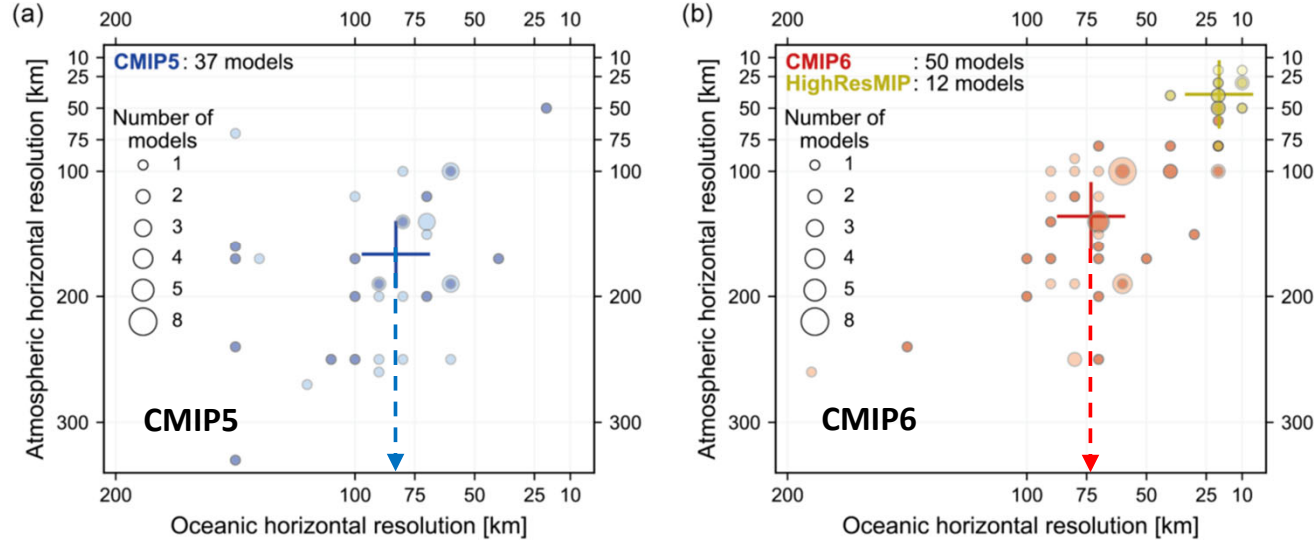 (a)
200 100 75 50 25 10
CMIP5: 37 models
Number of
models
1
2
3
4
5
8
CMIP5
Atmospheric horizontal resolution [km]
10
25
50
75
100
200
300
10
25
50
75
100
200
300
200 100 75 50 25 10
Oceanic horizontal resolution [km]
(b)
200 100 75 50 25 10
CMIP6 : 50 models
HighResMIP: 12 models
Number of
models
1
2
3
4
5
8
CMIP6
Atmospheric horizontal resolution [km]
10
25
50
75
100
200
300
10
25
50
75
100
200
300
200 100 75 50 25 10
Oceanic horizontal resolution [km]